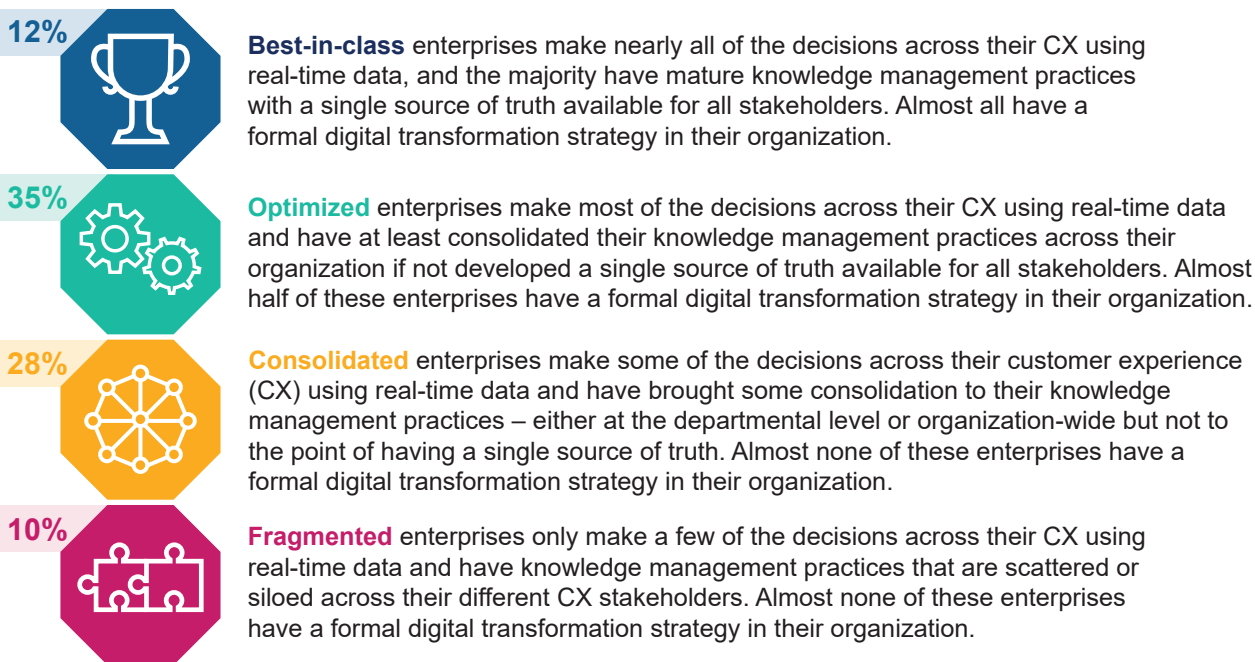 12%
Best-in-class enterprises make nearly all of the decisions across their CX using
real-time data, and the majority have mature knowledge management practices
with a single source of truth available for all stakeholders. Almost all have a
formal digital transformation strategy in their organization.
35%
Optimized enterprises make most of the decisions across their CX using real-time data
and have at least consolidated their knowledge management practices across their
organization if not developed a single source of truth available for all stakeholders. Almost
half of these enterprises have a formal digital transformation strategy in their organization.
28%
Consolidated enterprises make some of the decisions across their customer experience
(CX) using real-time data and have brought some consolidation to their knowledge
management practices – either at the departmental level or organization-wide but not to
the point of having a single source of truth. Almost none of these enterprises have a
formal digital transformation strategy in their organization.
10%
Fragmented enterprises only make a few of the decisions across their CX using
real-time data and have knowledge management practices that are scattered or
siloed across their different CX stakeholders. Almost none of these enterprises
have a formal digital transformation strategy in their organization.